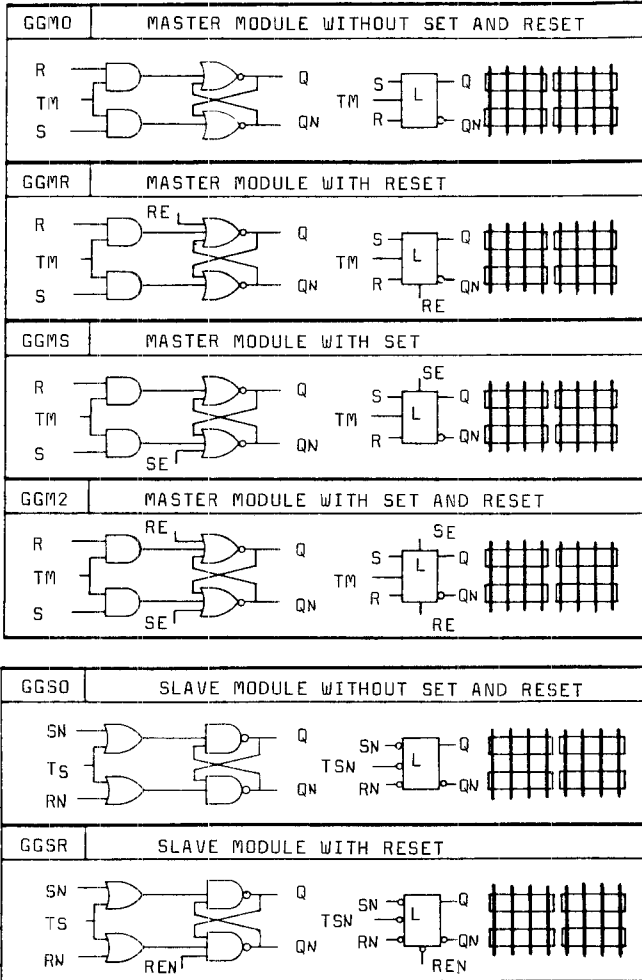 GGM0 MASTER MODULE WITHOUT SET AND RESET
R
TM
S
Q
QN
S
TM
R
L
Q
QN
GGMR MASTER MODULE WITH RESET
RE
R
TM
S
Q
QN
S
TM
R
L
Q
QN
RE
GGMS MASTER MODULE WITH SET
R
TM
S
SE
Q
QN
SE
S
TM
R
L
Q
QN
GGM2 MASTER MODULE WITH SET AND RESET
RE
R
TM
S
SE
Q
QN
SE
S
TM
R
L
Q
QN
RE
GGS0 SLAVE MODULE WITHOUT SET AND RESET
SN
TS
RN
Q
QN
SN
TSN
RN
L
Q
QN
GGSR SLAVE MODULE WITH RESET
SN
TS
RN
REN
Q
QN
SN
TSN
RN
L
Q
QN
REN